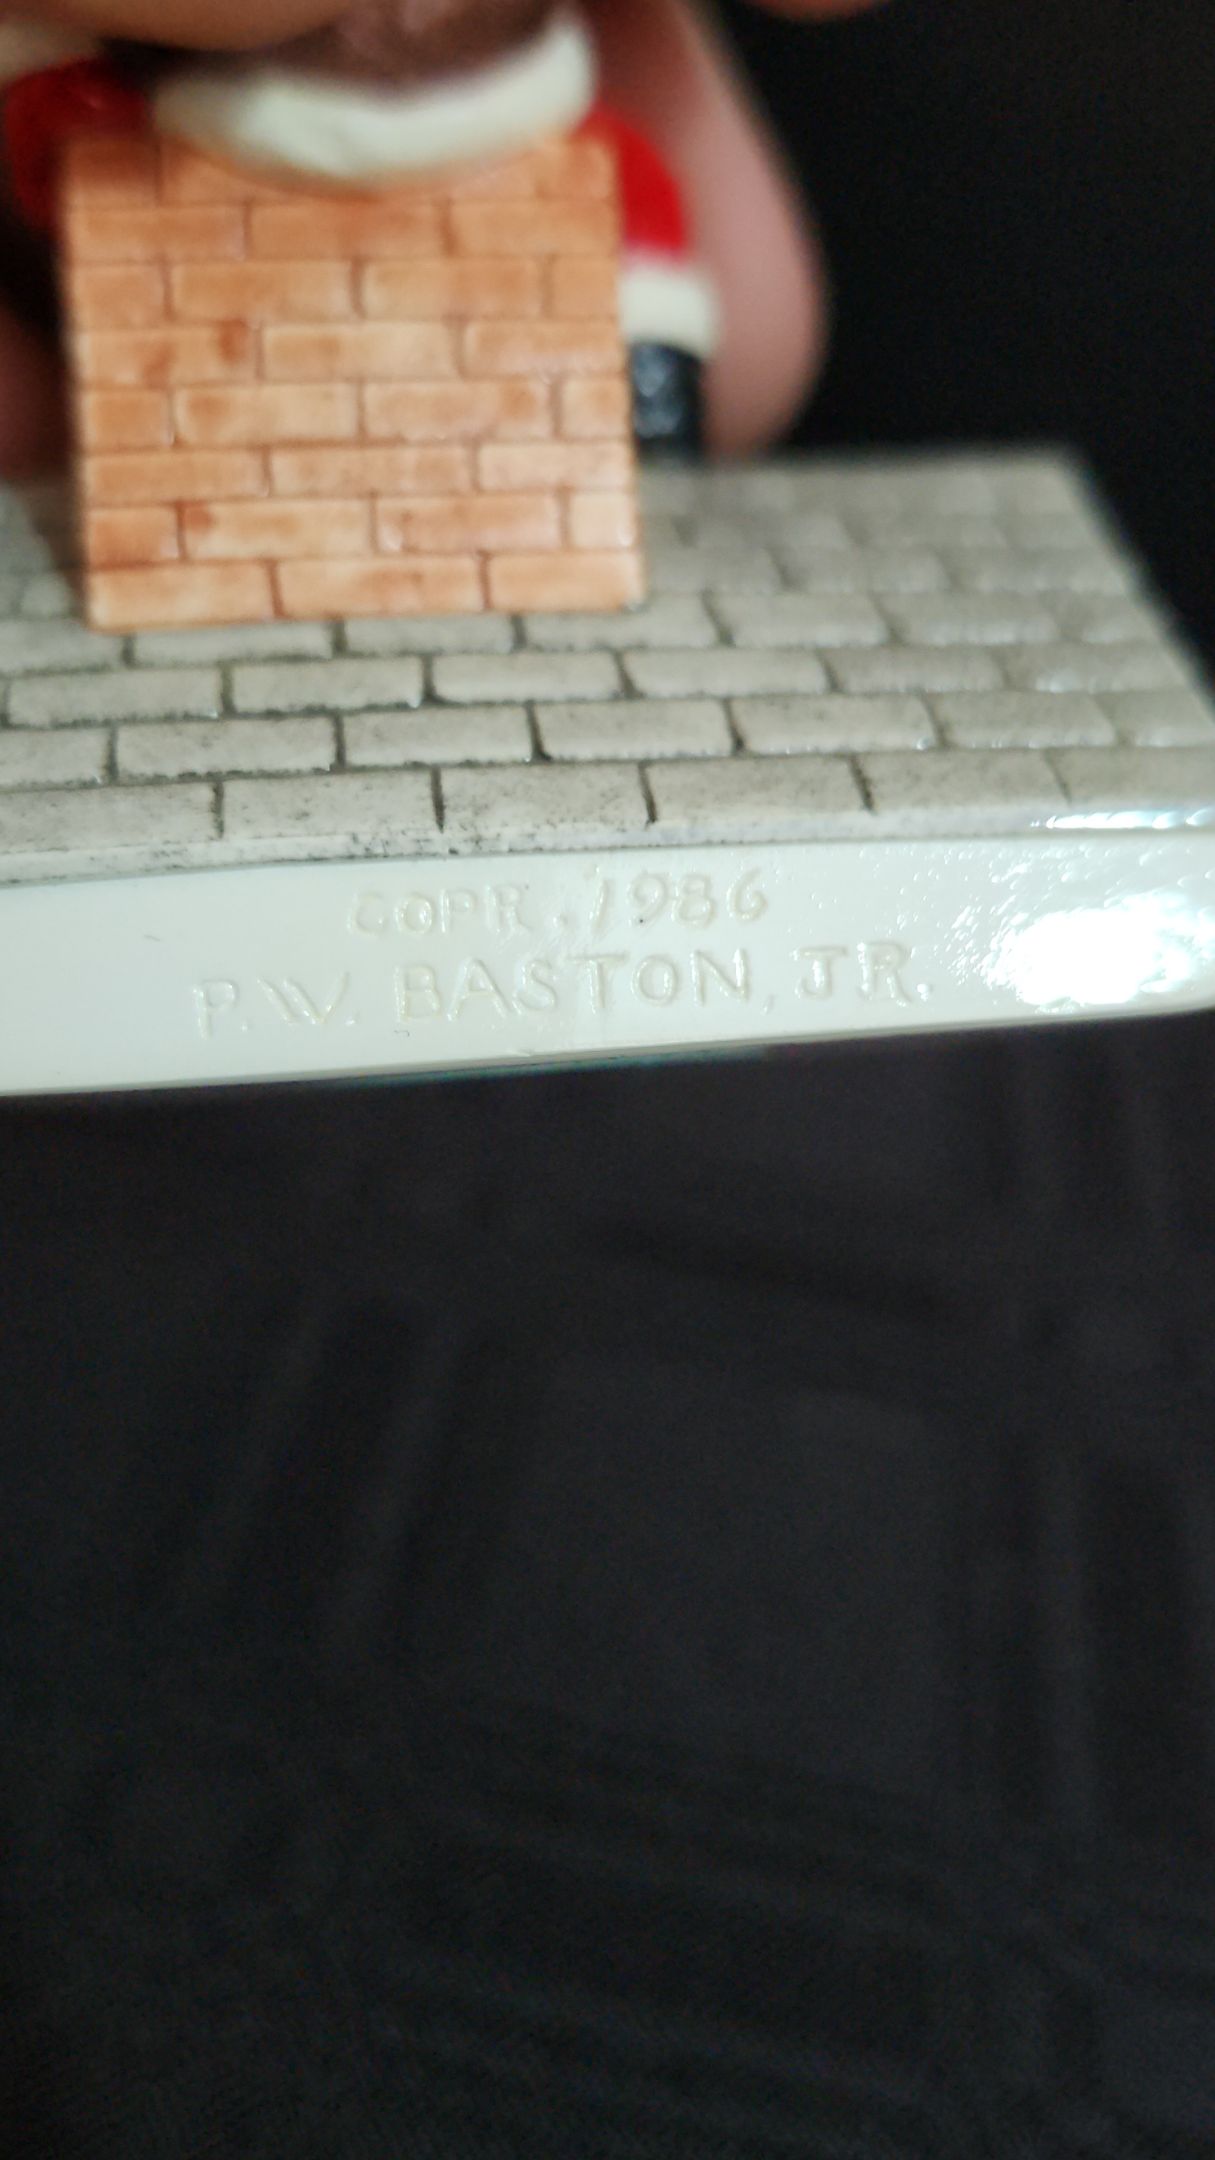 COPR. 1986
P.W. BASTON, JR.